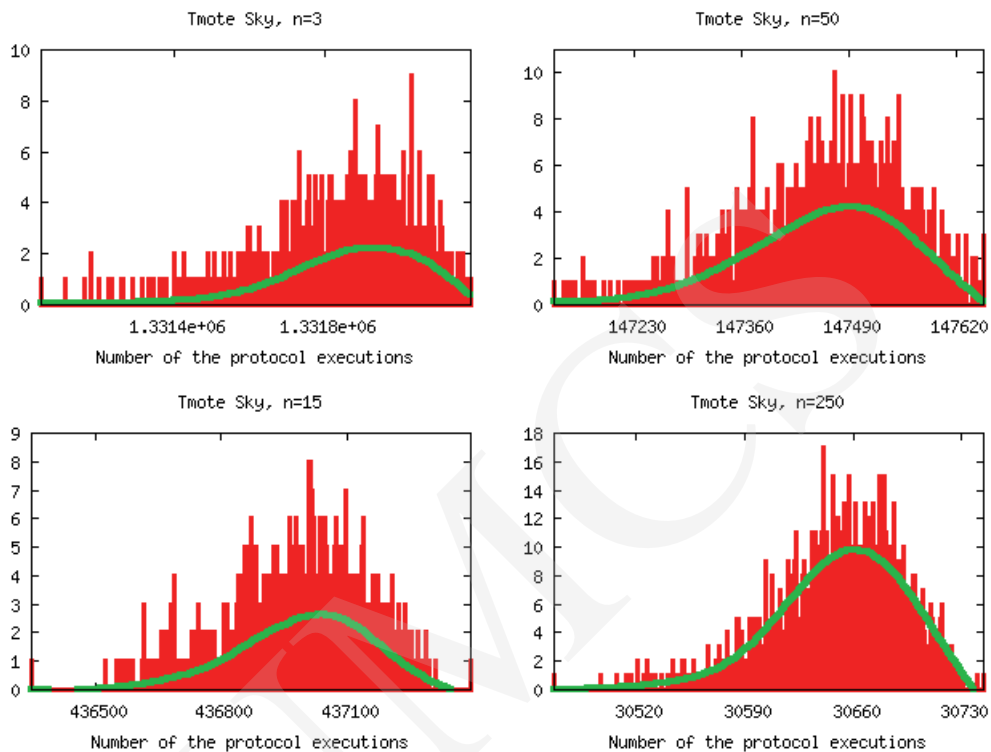 Tmote Sky, n=3
10
8
6
4
2
0
1.3314e+06 1.3318e+06
Number of the protocol executions
Tmote Sky, n=50
10
8
6
4
2
0
147230 147360 147490 147620
Number of the protocol executions
Tmote Sky, n=15
9
8
7
6
5
4
3
2
1
0
436500 436800 437100
Number of the protocol executions
Tmote Sky, n=250
18
16
14
12
10
8
6
4
2
0
30520 30590 30660 30730
Number of the protocol executions
UMCS